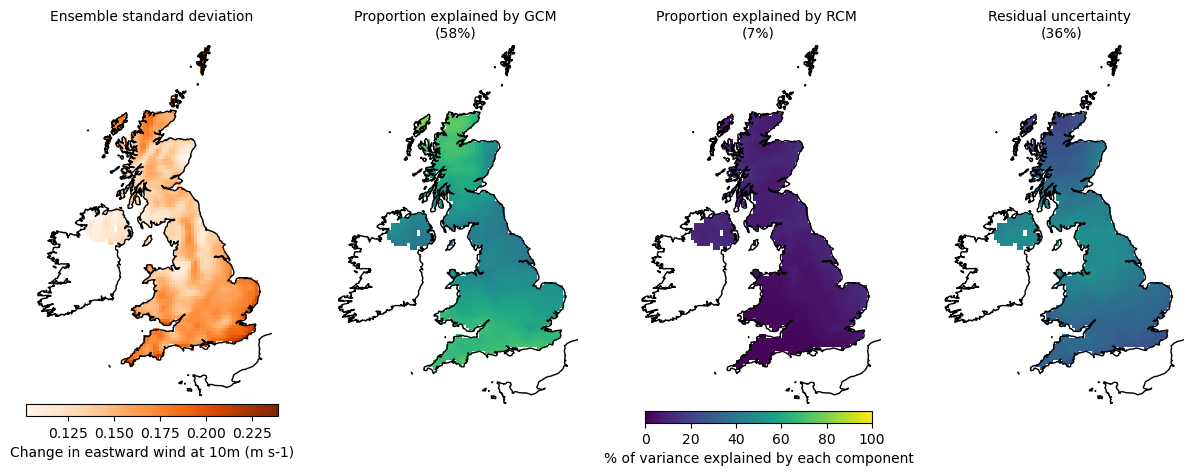 Ensemble standard deviation
Proportion explained by GCM
(58%)
Proportion explained by RCM
(7%)
Residual uncertainty
(36%)
0.125 0.150 0.175 0.200 0.225
Change in eastward wind at 10m (m s-1)
0 20 40 60 80 100
% of variance explained by each component